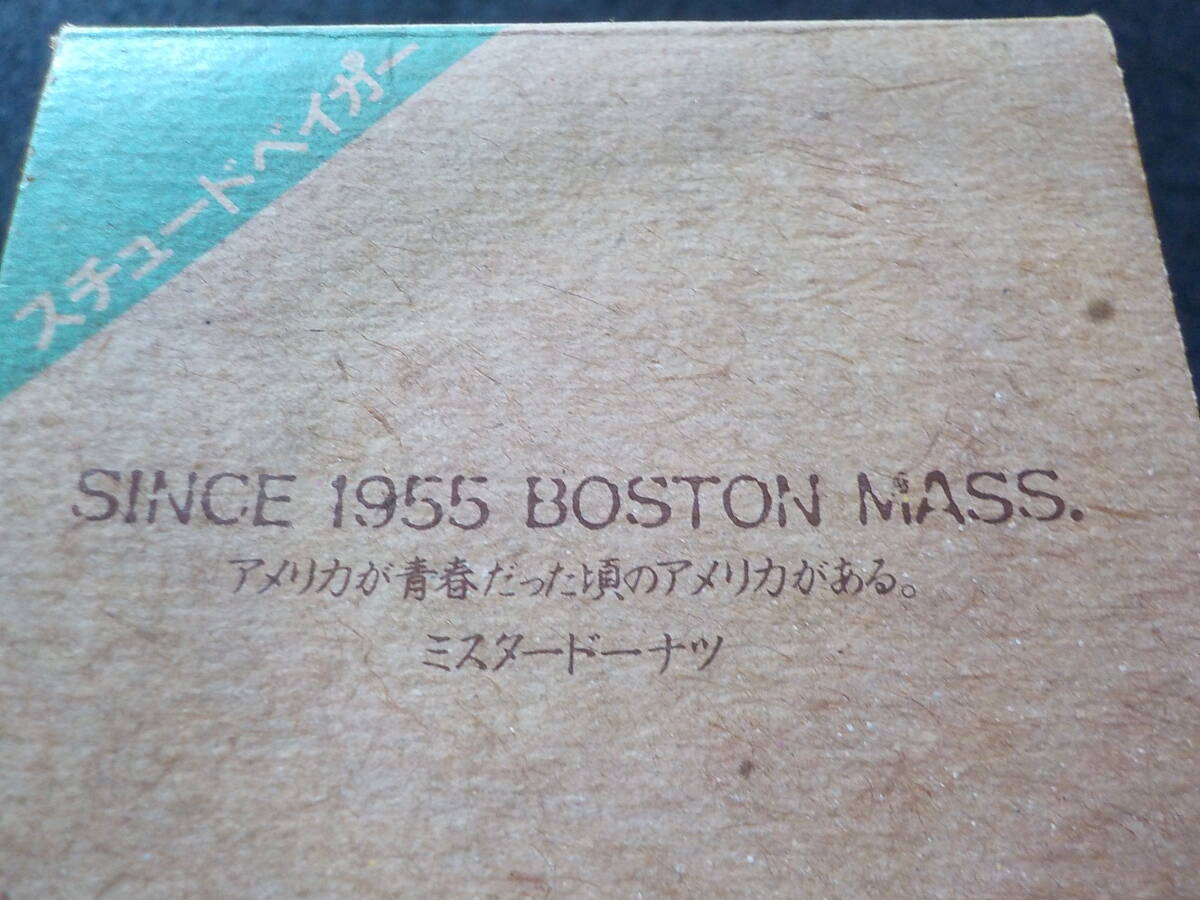 スチュードベイガー
SINCE 1955 BOSTON MASS.
アメリカが青春だった頃のアメリカがある。
ミスタードーナツ